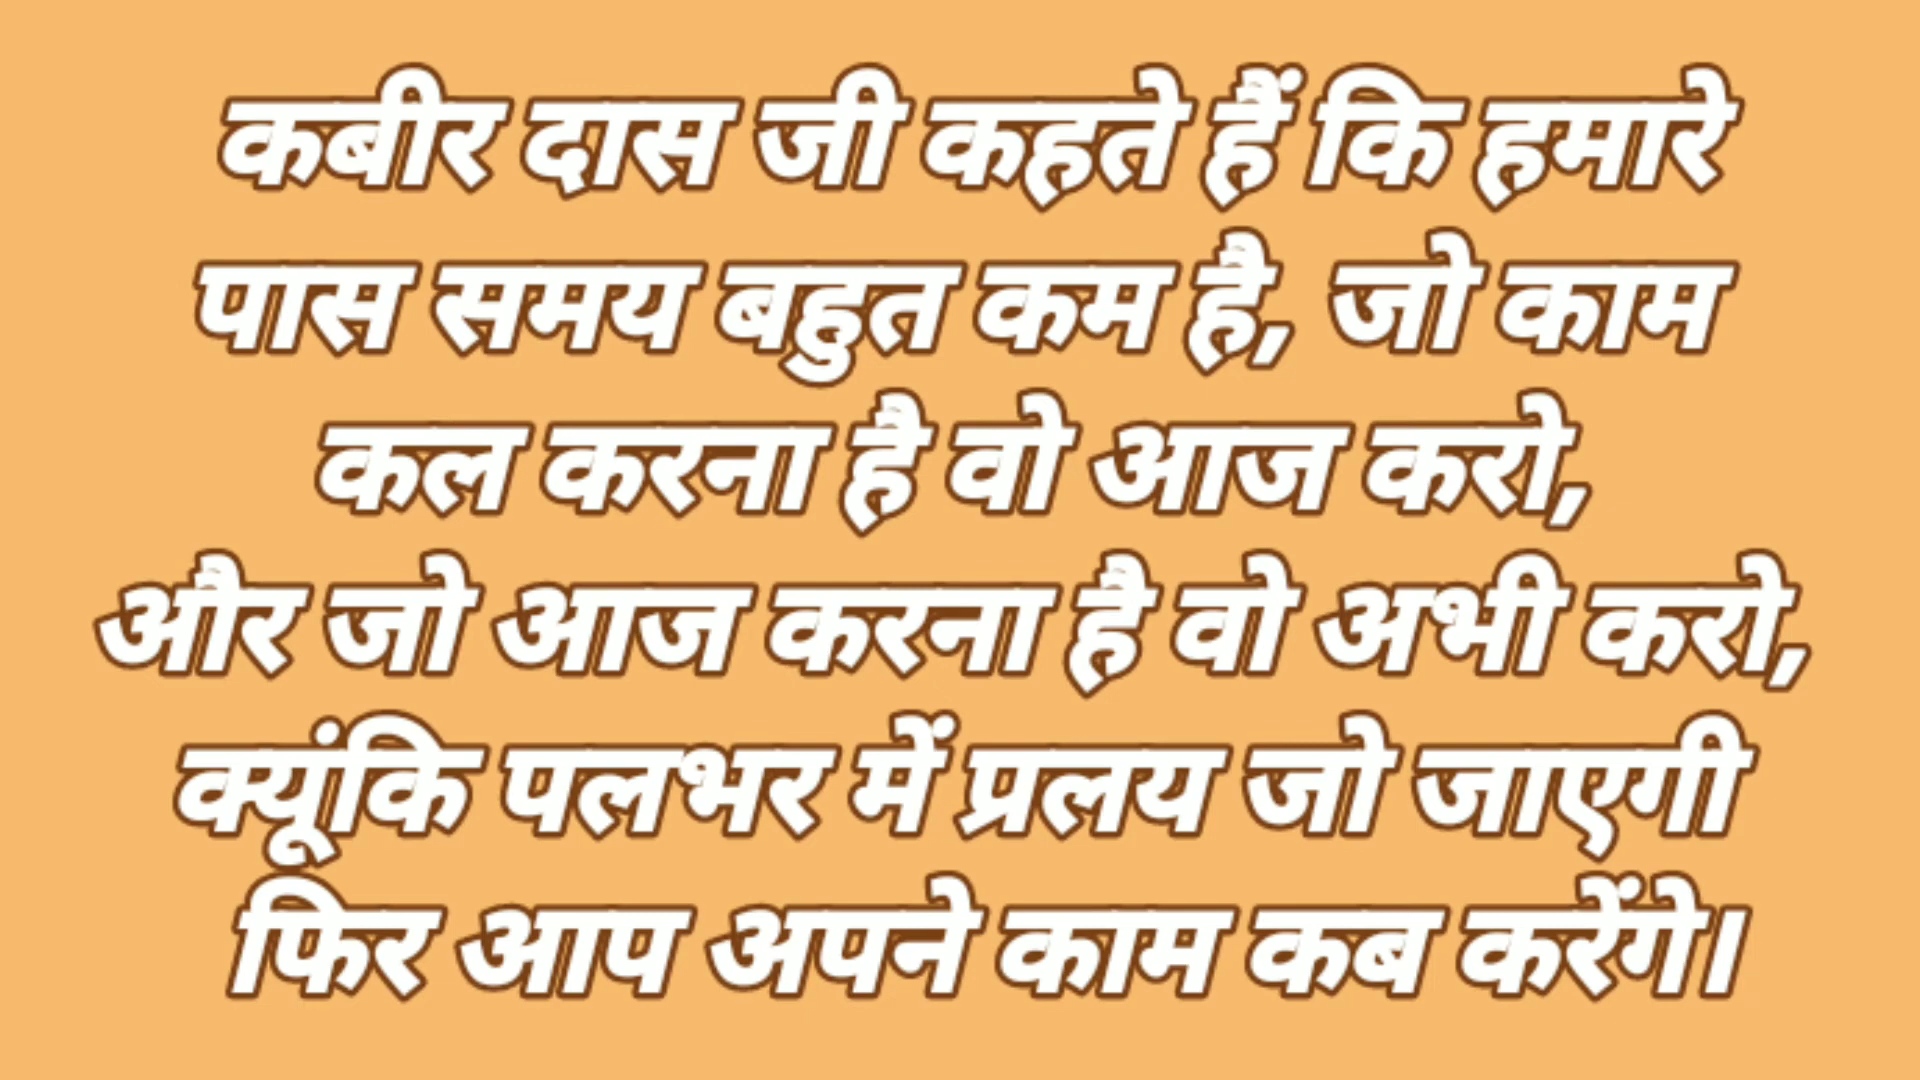 कबीर दास जी कहते हैं कि हमारे
पास समय बहुत कम है, जो काम
कल करना है वो आज करो,
और जो आज करना है वो अभी करो,
क्यूंकि पलभर में प्रलय जो जाएगी
फिर आप अपने काम कब करेंगे।